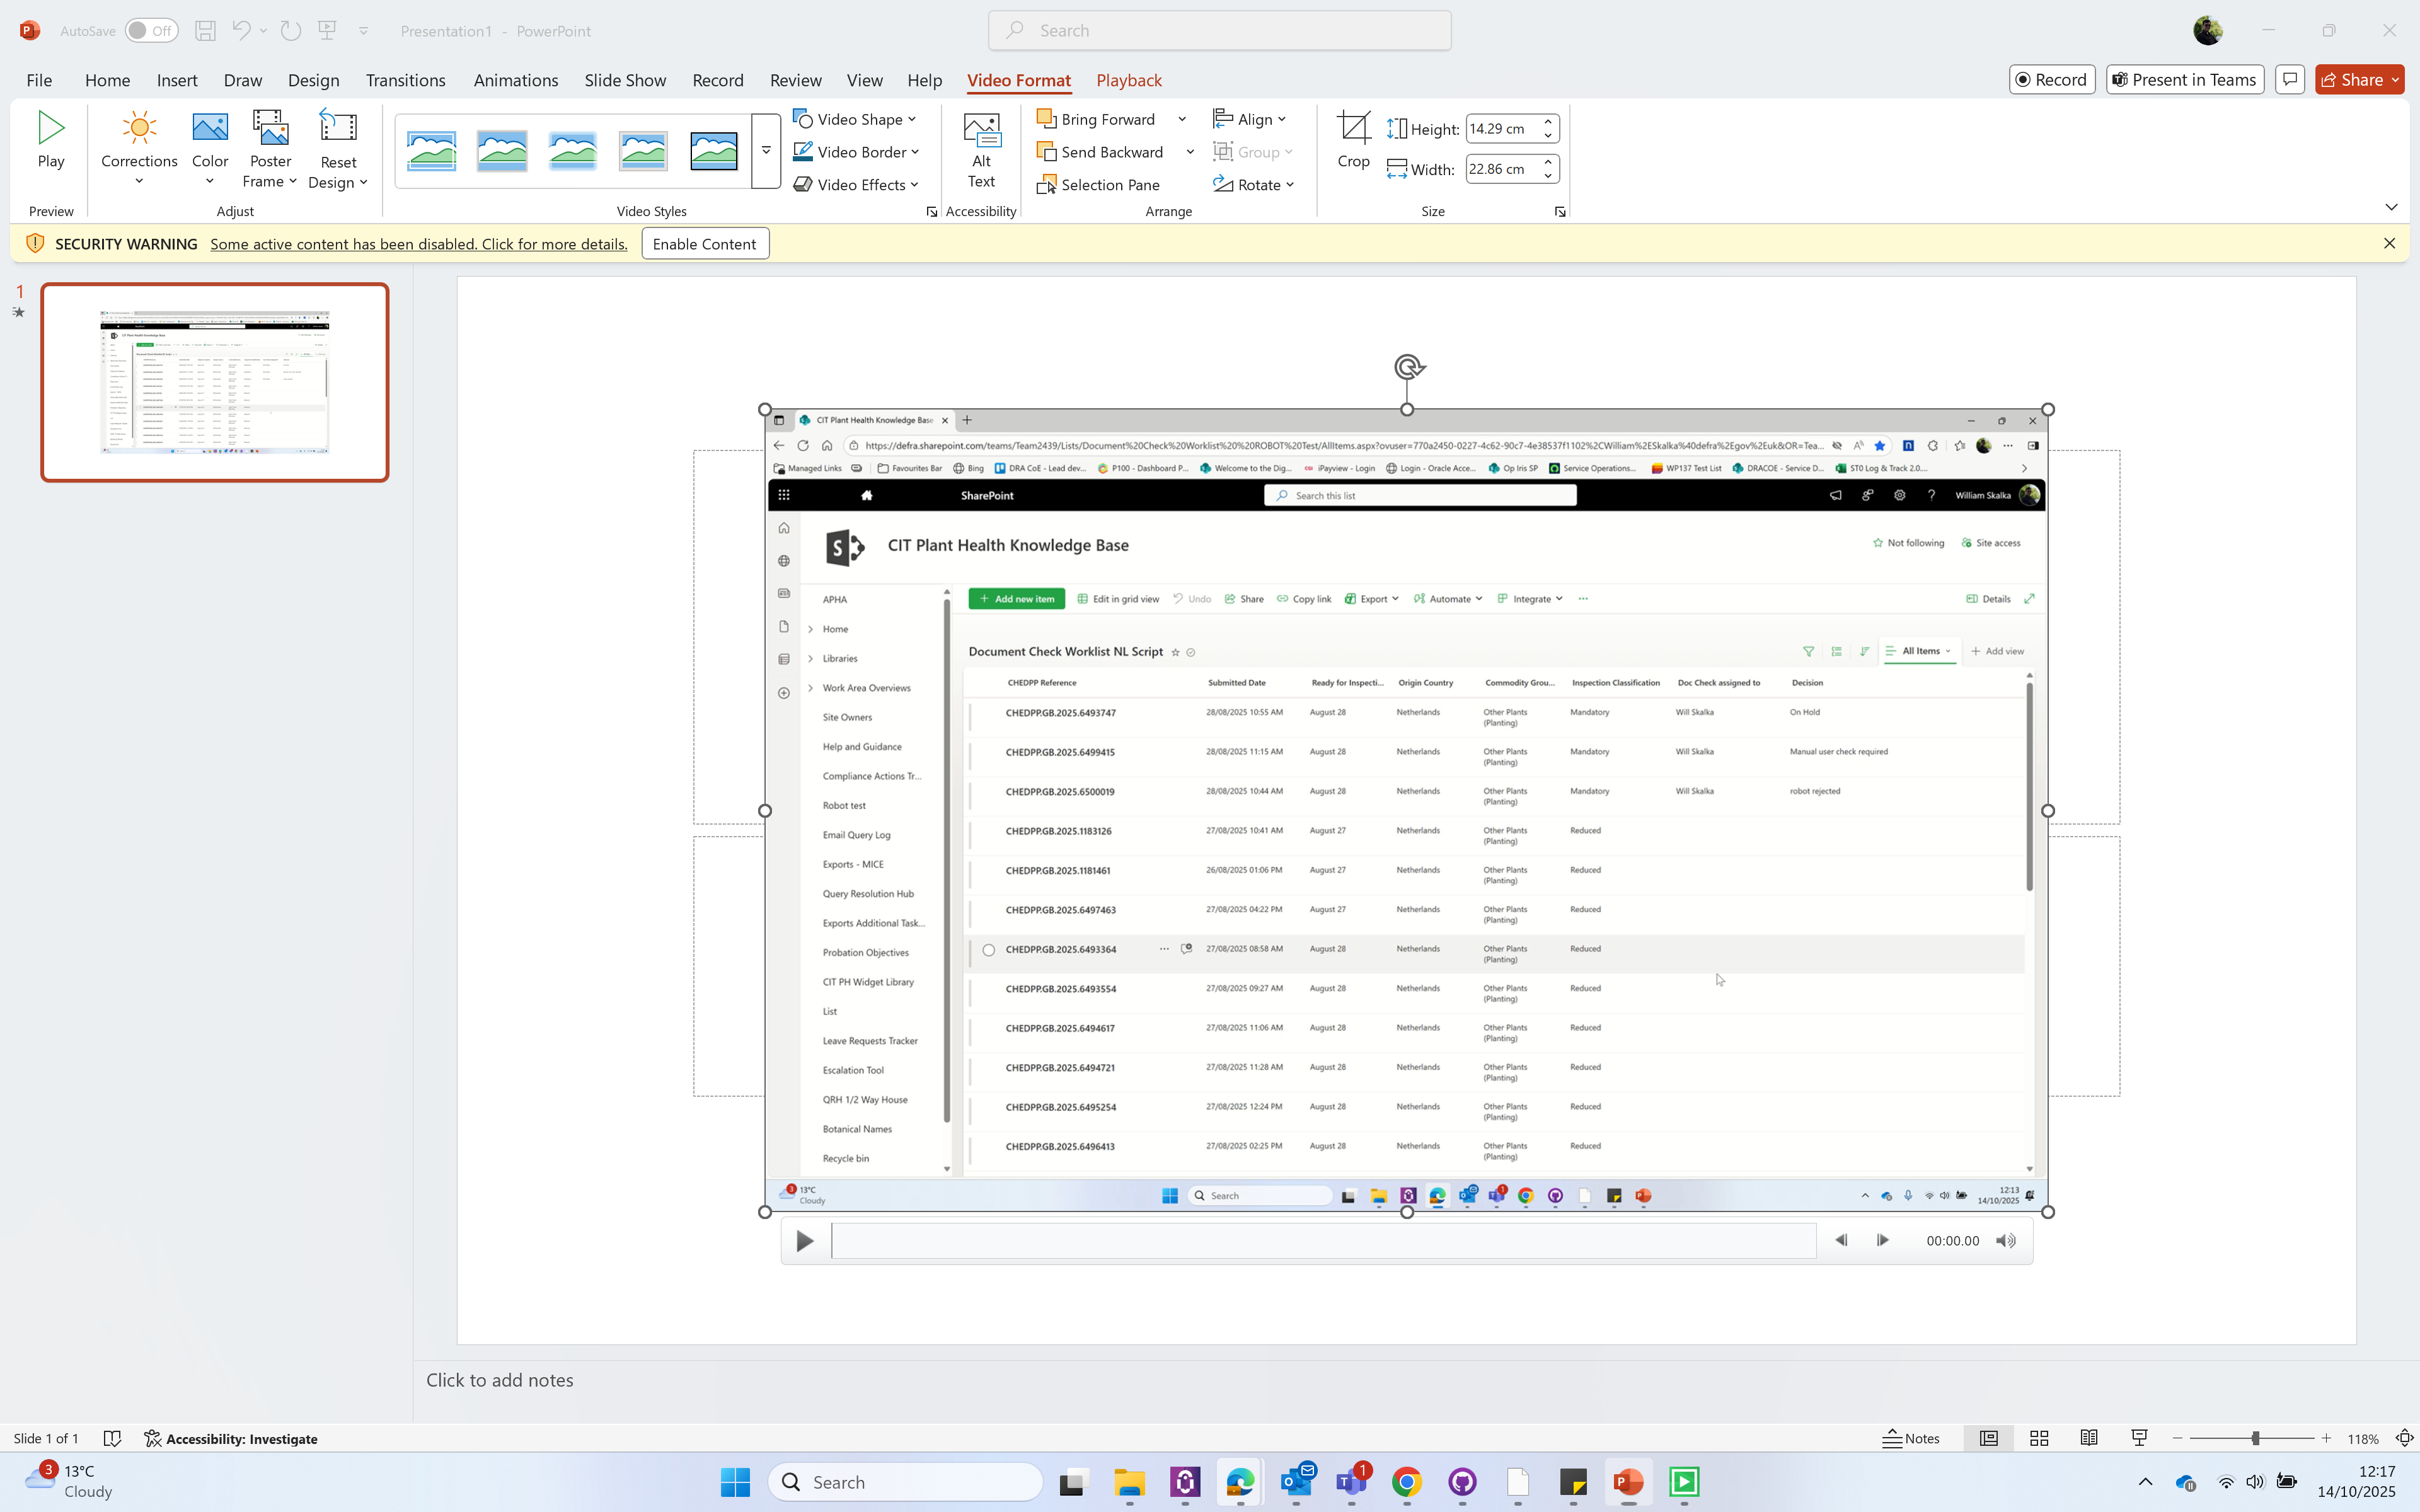 AutoSave Off Presentation1 - PowerPoint Search
File Home Insert Draw Design Transitions Animations Slide Show Record Review View Help Video Format Playback Record Present in Teams Share
Play
Corrections Color Poster Frame Reset Design
Video Shape
Video Border
Video Effects
Alt Text
Bring Forward
Send Backward
Selection Pane
Align
Group
Rotate
Crop
Height: 14.29 cm
Width: 22.86 cm
Preview Adjust Video Styles Accessibility Arrange Size
SECURITY WARNING Some active content has been disabled. Click for more details. Enable Content
1
CIT Plant Health Knowledge Base
https://defra.sharepoint.com/teams/Team2439/Lists/Document%20Check%20Worklist%20%20ROBOT%20Test/AllItems.aspx?ovuser=770a2450-0227-4c62-90c7-4e38537f1102%2CWilliam%2ESkalka%40defra%2Egov%2Euk&OR=Tea...
Managed Links Favourites Bar Bing DRA CoE - Lead dev... P100 - Dashboard P... Welcome to the Dig... iPayview - Login Login - Oracle Acce... Op Iris SP Service Operations... WP137 Test List DRACOE - Service D... ST0 Log & Track 2.0....
SharePoint Search this list William Skalka
CIT Plant Health Knowledge Base Not following Site access
APHA
Home
Libraries
Work Area Overviews
Site Owners
Help and Guidance
Compliance Actions Tr...
Robot test
Email Query Log
Exports - MICE
Query Resolution Hub
Exports Additional Task...
Probation Objectives
CIT PH Widget Library
List
Leave Requests Tracker
Escalation Tool
QRH 1/2 Way House
Botanical Names
Recycle bin
+ Add new item Edit in grid view Undo Share Copy link Export Automate Integrate ... Details
Document Check Worklist NL Script All Items + Add view
CHEDPP Reference Submitted Date Ready for Inspecti... Origin Country Commodity Grou... Inspection Classification Doc Check assigned to Decision
CHEDPP.GB.2025.6493747 28/08/2025 10:55 AM August 28 Netherlands Other Plants (Planting) Mandatory Will Skalka On Hold
CHEDPP.GB.2025.6499415 28/08/2025 11:15 AM August 28 Netherlands Other Plants (Planting) Mandatory Will Skalka Manual user check required
CHEDPP.GB.2025.6500019 28/08/2025 10:44 AM August 28 Netherlands Other Plants (Planting) Mandatory Will Skalka robot rejected
CHEDPP.GB.2025.1183126 27/08/2025 10:41 AM August 27 Netherlands Other Plants (Planting) Reduced
CHEDPP.GB.2025.1181461 26/08/2025 01:06 PM August 27 Netherlands Other Plants (Planting) Reduced
CHEDPP.GB.2025.6497463 27/08/2025 04:22 PM August 27 Netherlands Other Plants (Planting) Reduced
CHEDPP.GB.2025.6493364 ... 27/08/2025 08:58 AM August 28 Netherlands Other Plants (Planting) Reduced
CHEDPP.GB.2025.6493554 27/08/2025 09:27 AM August 28 Netherlands Other Plants (Planting) Reduced
CHEDPP.GB.2025.6494617 27/08/2025 11:06 AM August 28 Netherlands Other Plants (Planting) Reduced
CHEDPP.GB.2025.6494721 27/08/2025 11:28 AM August 28 Netherlands Other Plants (Planting) Reduced
CHEDPP.GB.2025.6495254 27/08/2025 12:24 PM August 28 Netherlands Other Plants (Planting) Reduced
CHEDPP.GB.2025.6496413 27/08/2025 02:25 PM August 28 Netherlands Other Plants (Planting) Reduced
3 13°C Search 1 12:13
Cloudy 14/10/2025
00:00.00
Click to add notes
Slide 1 of 1 Accessibility: Investigate Notes 118%
3 13°C Search 1 12:17
Cloudy 14/10/2025